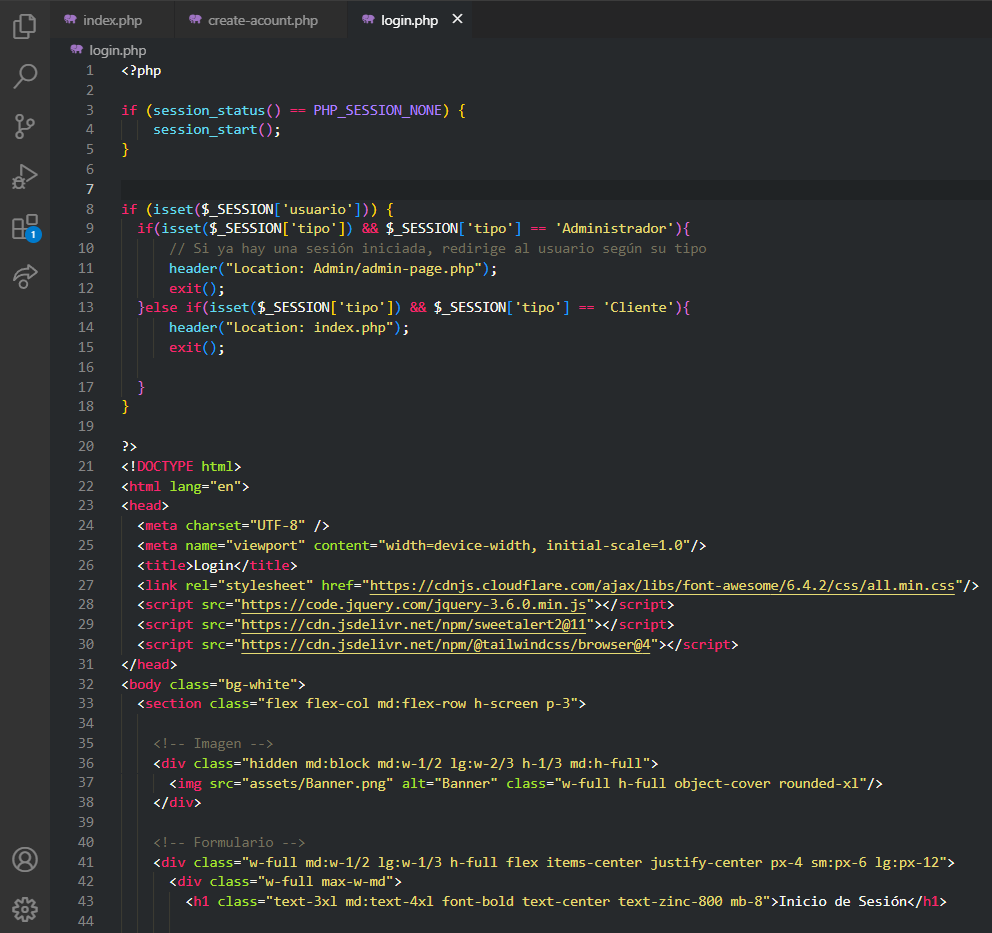 index.php create-acount.php login.php
login.php
1 <?php
2
3 if (session_status() == PHP_SESSION_NONE) {
4     session_start();
5 }
6
7
8 if (isset($_SESSION['usuario'])) {
9   if(isset($_SESSION['tipo']) && $_SESSION['tipo'] == 'Administrador'){
10       // Si ya hay una sesión iniciada, redirige al usuario según su tipo
11       header("Location: Admin/admin-page.php");
12       exit();
13   }else if(isset($_SESSION['tipo']) && $_SESSION['tipo'] == 'Cliente'){
14       header("Location: index.php");
15       exit();
16
17   }
18 }
19
20 ?>
21 <!DOCTYPE html>
22 <html lang="en">
23 <head>
24   <meta charset="UTF-8" />
25   <meta name="viewport" content="width=device-width, initial-scale=1.0"/>
26   <title>Login</title>
27   <link rel="stylesheet" href="https://cdnjs.cloudflare.com/ajax/libs/font-awesome/6.4.2/css/all.min.css"/>
28   <script src="https://code.jquery.com/jquery-3.6.0.min.js"></script>
29   <script src="https://cdn.jsdelivr.net/npm/sweetalert2@11"></script>
30   <script src="https://cdn.jsdelivr.net/npm/@tailwindcss/browser@4"></script>
31 </head>
32 <body class="bg-white">
33   <section class="flex flex-col md:flex-row h-screen p-3">
34
35     <!-- Imagen -->
36     <div class="hidden md:block md:w-1/2 lg:w-2/3 h-1/3 md:h-full">
37       <img src="assets/Banner.png" alt="Banner" class="w-full h-full object-cover rounded-xl"/>
38     </div>
39
40     <!-- Formulario -->
41     <div class="w-full md:w-1/2 lg:w-1/3 h-full flex items-center justify-center px-4 sm:px-6 lg:px-12">
42       <div class="w-full max-w-md">
43         <h1 class="text-3xl md:text-4xl font-bold text-center text-zinc-800 mb-8">Inicio de Sesión</h1>
44
1